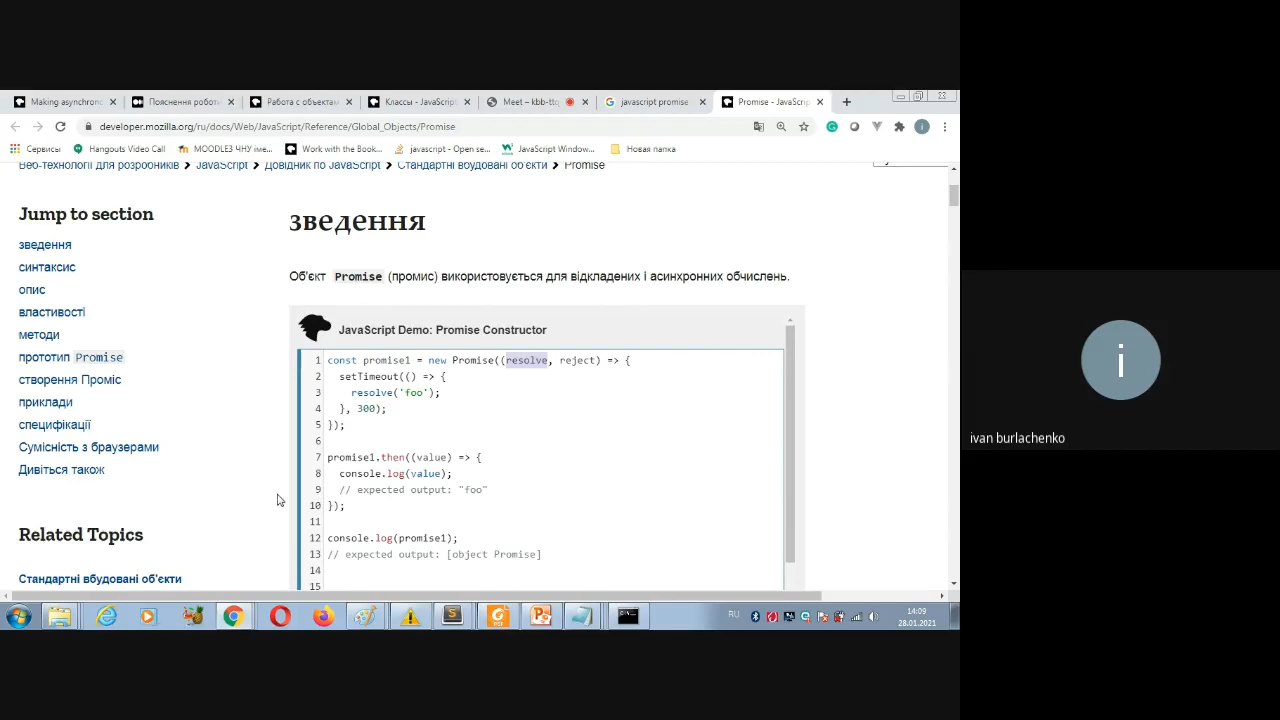 Making asynchrono
Пояснення роботи
Работа с объектам
Классы - JavaScript
Meet – kbb-ttq
javascript promise
Promise - JavaScrip
developer.mozilla.org/ru/docs/Web/JavaScript/Reference/Global_Objects/Promise
Сервисы
Hangouts Video Call
MOODLE3 ЧНУ іме...
Work with the Book...
javascript - Open se...
JavaScript Window...
Новая папка
Веб-технології для розробників
JavaScript
Довідник по JavaScript
Стандартні вбудовані об'єкти
Promise
Jump to section
зведення
синтаксис
опис
властивості
методи
прототип Promise
створення Проміс
приклади
специфікації
Сумісність з браузерами
Дивіться також
Related Topics
Стандартні вбудовані об'єкти
зведення
Об'єкт Promise (промис) використовується для відкладених і асинхронних обчислень.
JavaScript Demo: Promise Constructor
1 const promise1 = new Promise((resolve, reject) => {
2 setTimeout(() => {
3 resolve('foo');
4 }, 300);
5 });
6
7 promise1.then((value) => {
8 console.log(value);
9 // expected output: "foo"
10 });
11
12 console.log(promise1);
13 // expected output: [object Promise]
14
15
RU
14:09
28.01.2021
i
ivan burlachenko